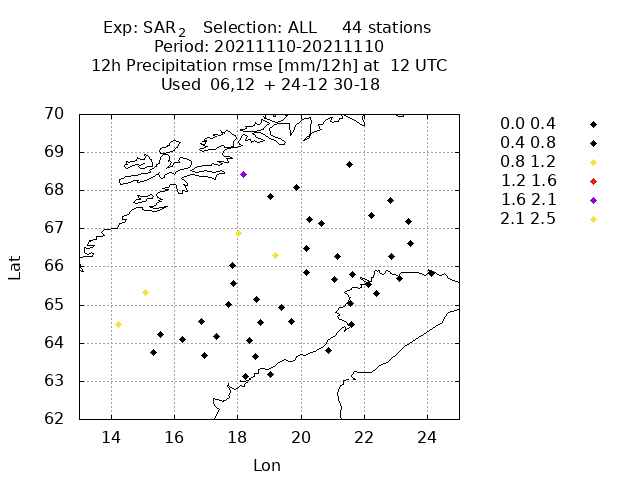 Exp: SAR2 Selection: ALL 44 stations
Period: 20211110-20211110
12h Precipitation rmse [mm/12h] at 12 UTC
Used 06,12 + 24-12 30-18
70
69
68
67
66
65
64
63
62
14 16 18 20 22 24
Lat
Lon
0.0 0.4
0.4 0.8
0.8 1.2
1.2 1.6
1.6 2.1
2.1 2.5